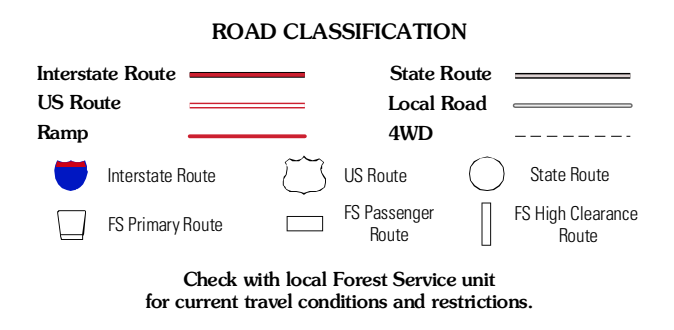 ROAD CLASSIFICATION
Interstate Route
State Route
US Route
Local Road
Ramp
4WD
Interstate Route
US Route
State Route
FS Primary Route
FS Passenger
Route
FS High Clearance
Route
Check with local Forest Service unit
for current travel conditions and restrictions.